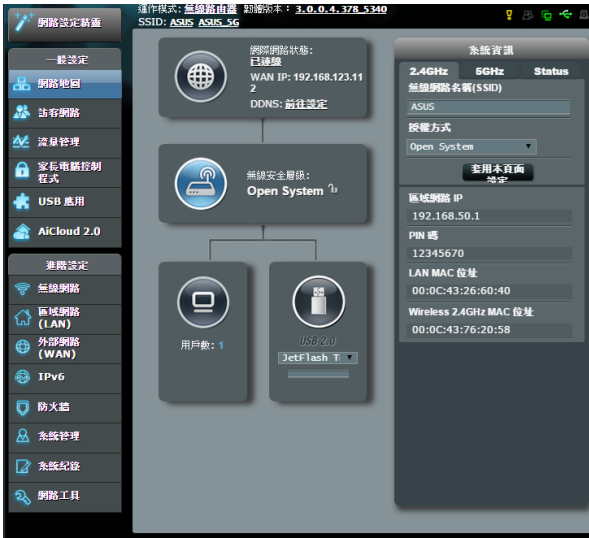 網路設定精靈
運作模式: 無線路由器 韌體版本: 3.0.0.4.378_5340
SSID: ASUS ASUS_5G
一般設定
網路地圖
訪客網路
流量管理
家長電腦控制
程式
USB 應用
AiCloud 2.0
進階設定
無線網路
區域網路
(LAN)
外部網路
(WAN)
IPv6
防火牆
系統管理
系統紀錄
網路工具
網際網路狀態:
已連線
WAN IP: 192.168.123.11
2
DDNS: 前往設定
無線安全層級:
Open System
用戶數: 1
USB 2.0
JetFlash T
系統資訊
2.4GHz 5GHz Status
無線網路名稱(SSID)
ASUS
授權方式
Open System
套用本頁面
設定
區域網路 IP
192.168.50.1
PIN 碼
12345670
LAN MAC 位址
00:0C:43:26:60:40
Wireless 2.4GHz MAC 位址
00:0C:43:76:20:58